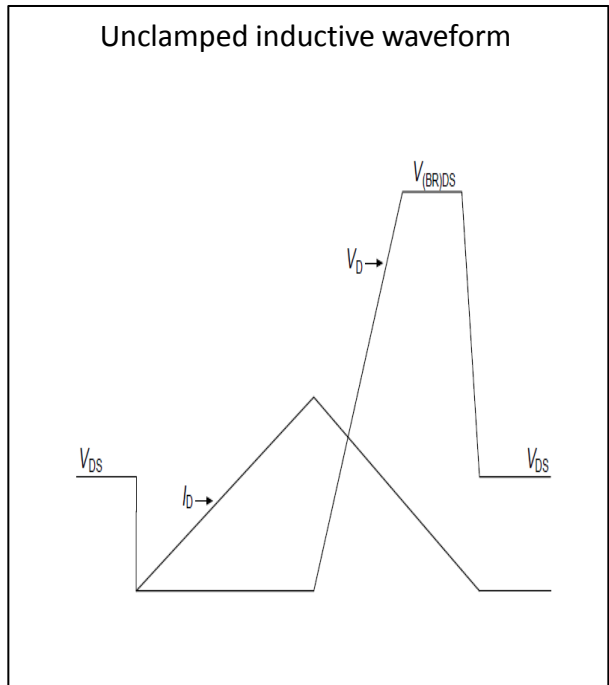 Unclamped inductive waveform
V(BR)DS
VD
VDS
VDS
ID